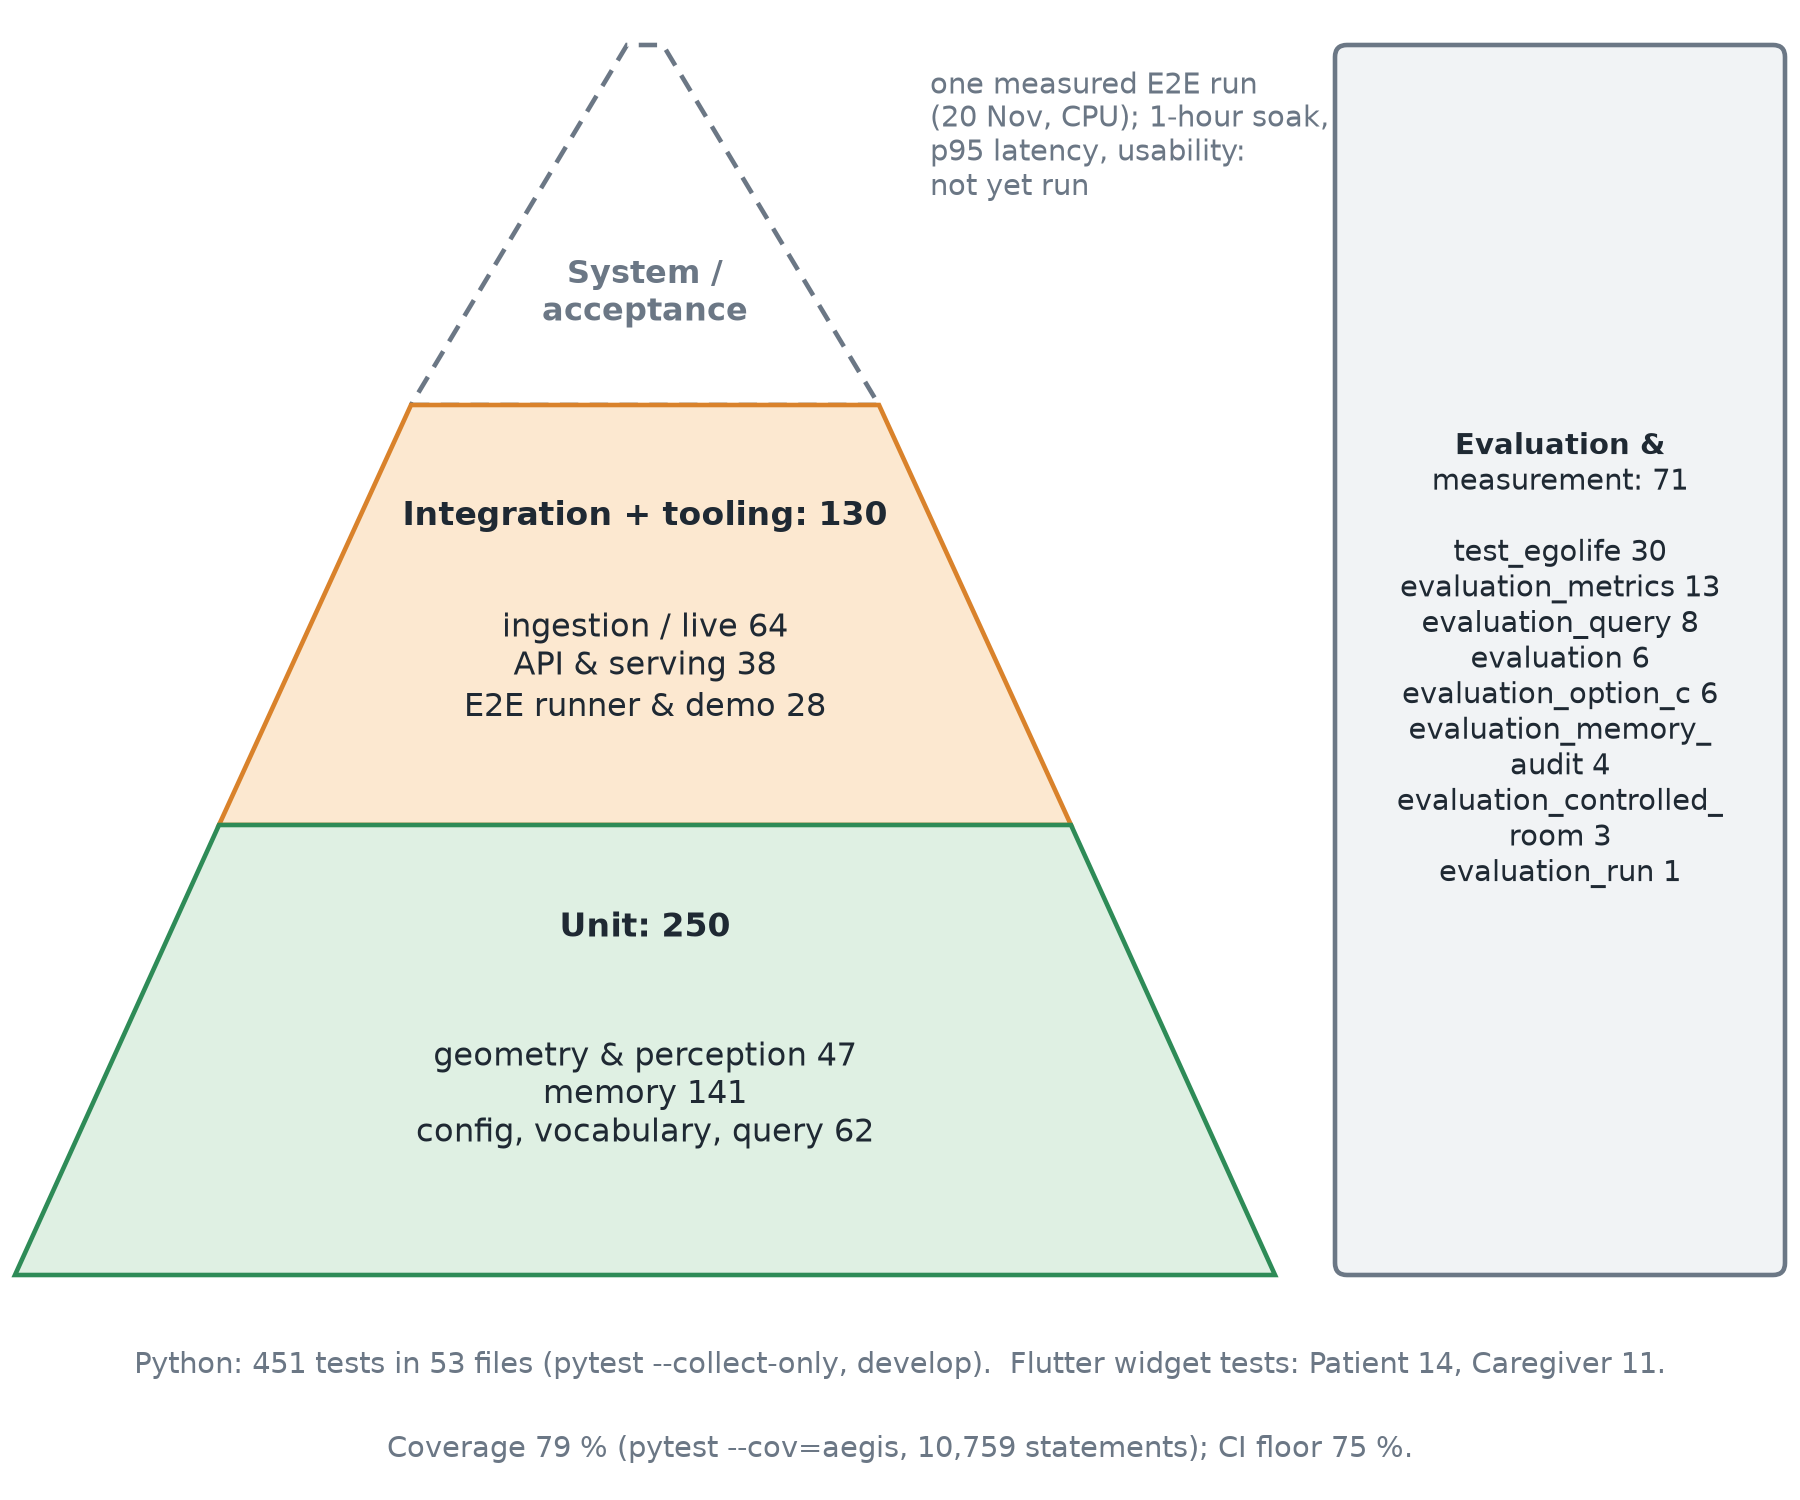 one measured E2E run
(20 Nov, CPU); 1-hour soak,
p95 latency, usability:
not yet run
System /
acceptance
Integration + tooling: 130
ingestion / live 64
API & serving 38
E2E runner & demo 28
Unit: 250
geometry & perception 47
memory 141
config, vocabulary, query 62
Evaluation &
measurement: 71
test_egolife 30
evaluation_metrics 13
evaluation_query 8
evaluation 6
evaluation_option_c 6
evaluation_memory_
audit 4
evaluation_controlled_
room 3
evaluation_run 1
Python: 451 tests in 53 files (pytest --collect-only, develop).  Flutter widget tests: Patient 14, Caregiver 11.
Coverage 79 % (pytest --cov=aegis, 10,759 statements); CI floor 75 %.